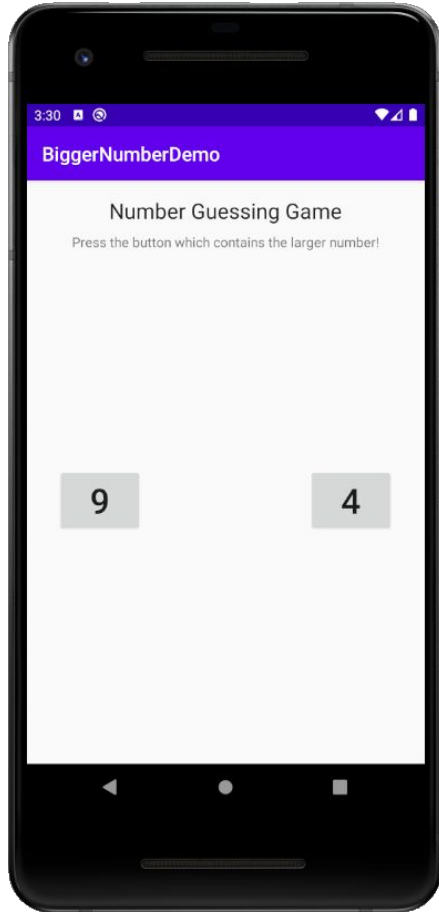 3:30
BiggerNumberDemo
Number Guessing Game
Press the button which contains the larger number!
9 4